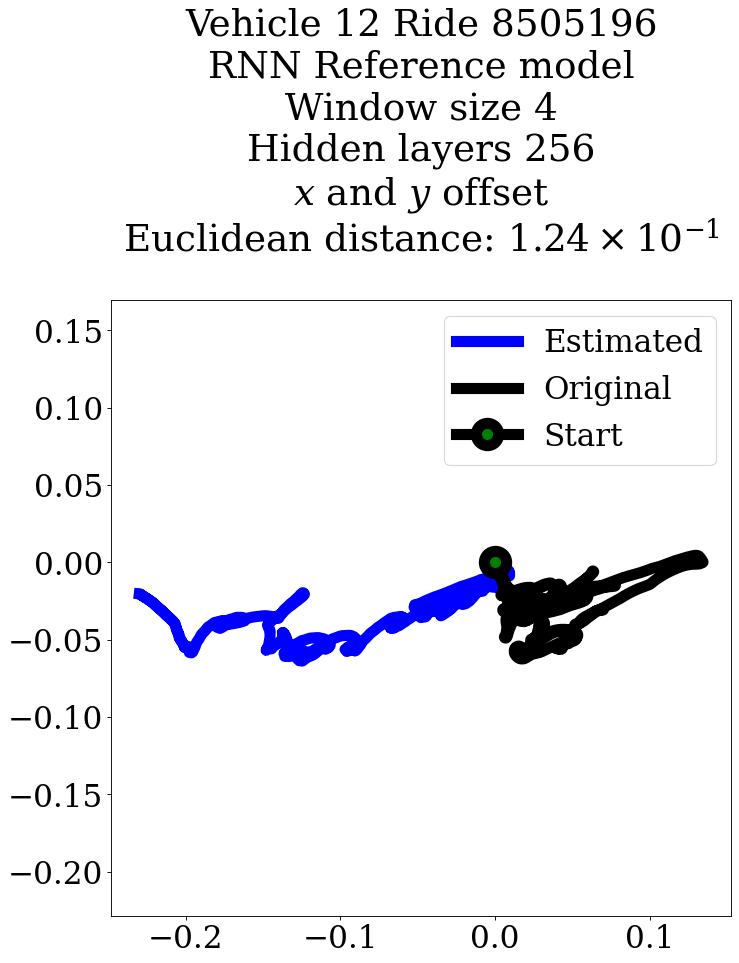 Vehicle 12 Ride 8505196
RNN Reference model
Window size 4
Hidden layers 256
x and y offset
Euclidean distance: 1.24 × 10⁻¹
Estimated
Original
Start
0.15
0.10
0.05
0.00
−0.05
−0.10
−0.15
−0.20
−0.2 −0.1 0.0 0.1